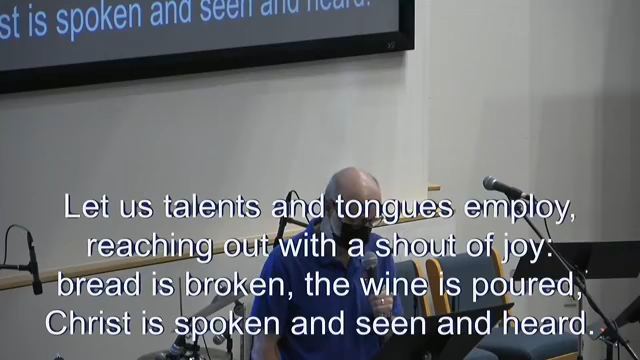 st is spoken and seen and heard.
Let us talents and tongues employ,
reaching out with a shout of joy:
bread is broken, the wine is poured,
Christ is spoken and seen and heard.